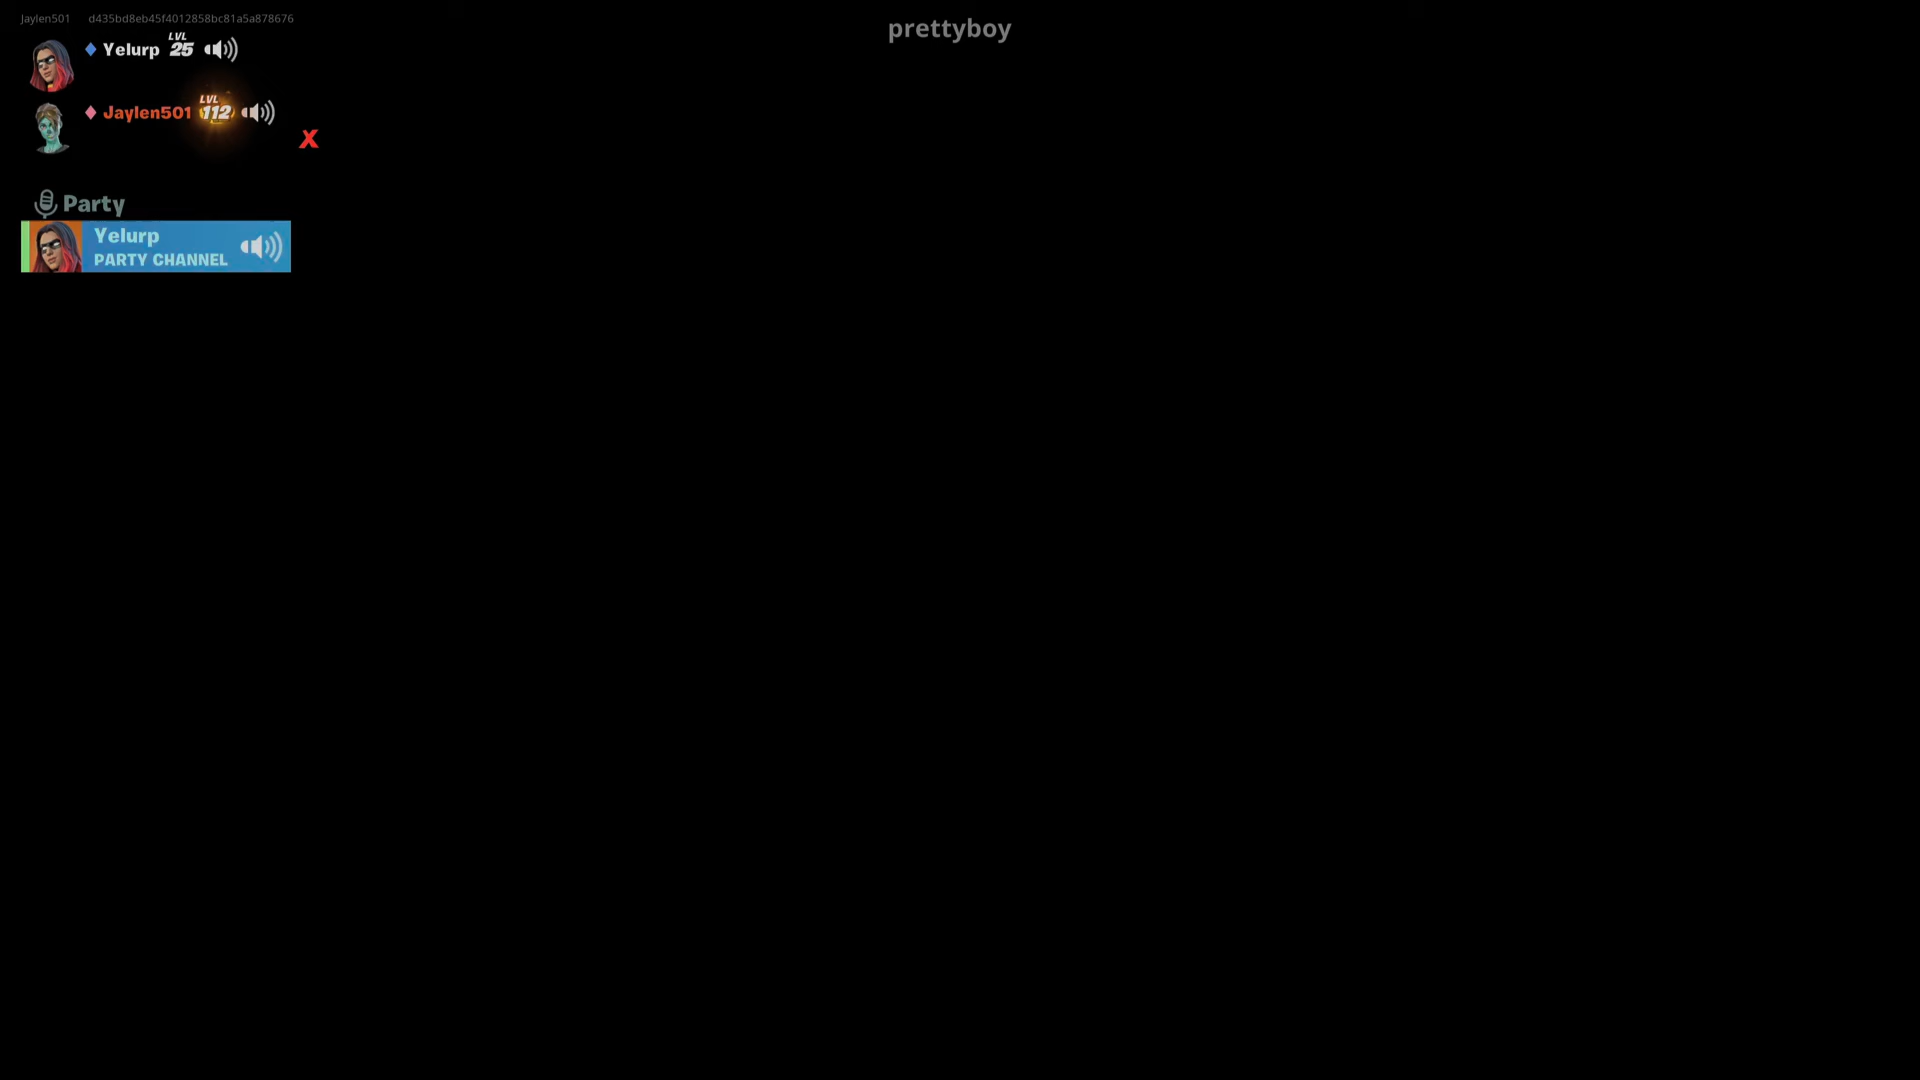 Jaylen501 d435bd8eb45f4012858bc81a5a878676
prettyboy
Yelurp LVL 25
Jaylen501 LVL 112
X
Party
Yelurp
PARTY CHANNEL